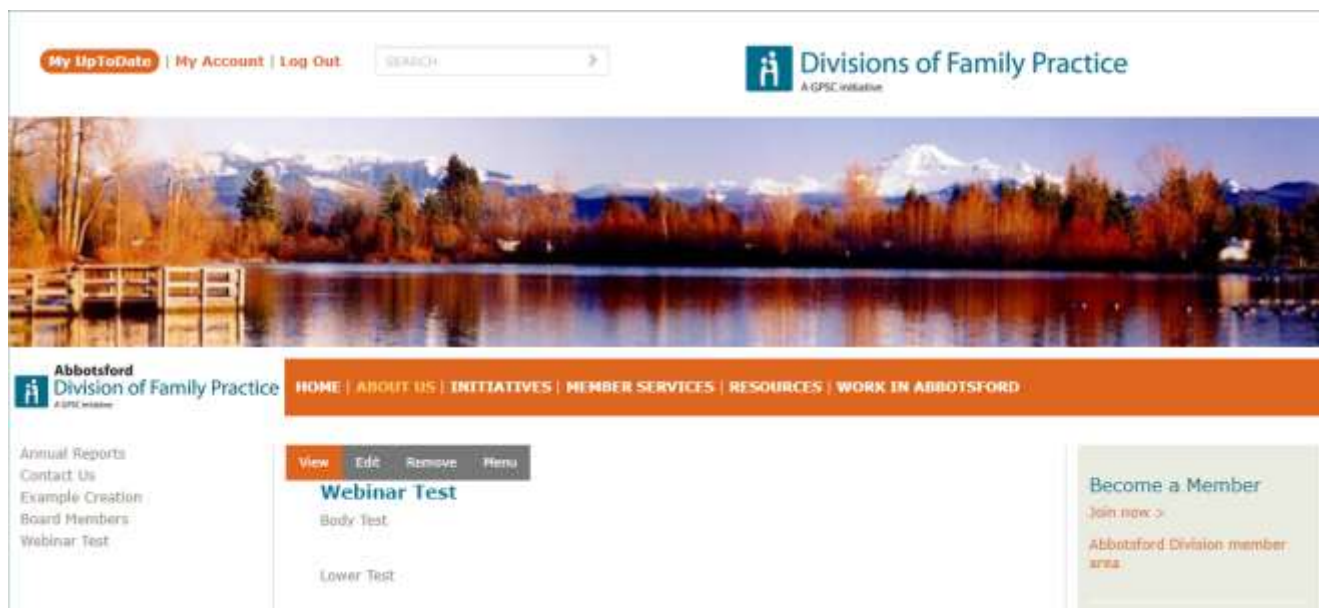 My UpToDate | My Account | Log Out
SEARCH
Divisions of Family Practice
A GPSC initiative
Abbotsford
Division of Family Practice
A GPSC initiative
HOME | ABOUT US | INITIATIVES | MEMBER SERVICES | RESOURCES | WORK IN ABBOTSFORD
Annual Reports
Contact Us
Example Creation
Board Members
Webinar Test
View Edit Remove Menu
Webinar Test
Body Test
Lower Test
Become a Member
Join now >
Abbotsford Division member
area